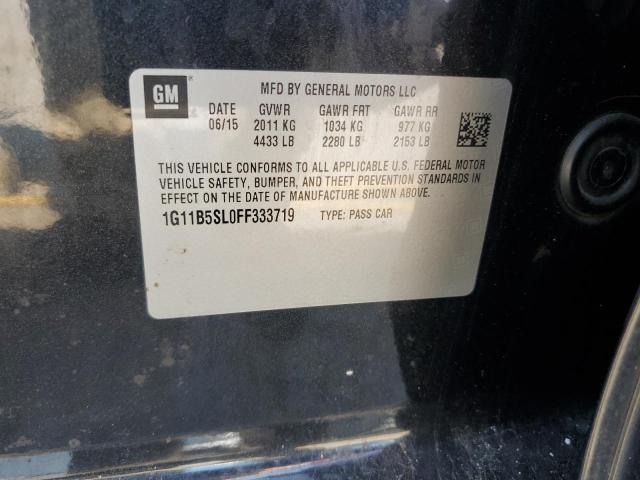 GM
MFD BY GENERAL MOTORS LLC
DATE GVWR GAWR FRT GAWR RR
06/15 2011 KG 1034 KG 977 KG
4433 LB 2280 LB 2153 LB
THIS VEHICLE CONFORMS TO ALL APPLICABLE U.S. FEDERAL MOTOR
VEHICLE SAFETY, BUMPER, AND THEFT PREVENTION STANDARDS IN
EFFECT ON THE DATE OF MANUFACTURE SHOWN ABOVE.
1G11B5SL0FF333719 TYPE: PASS CAR